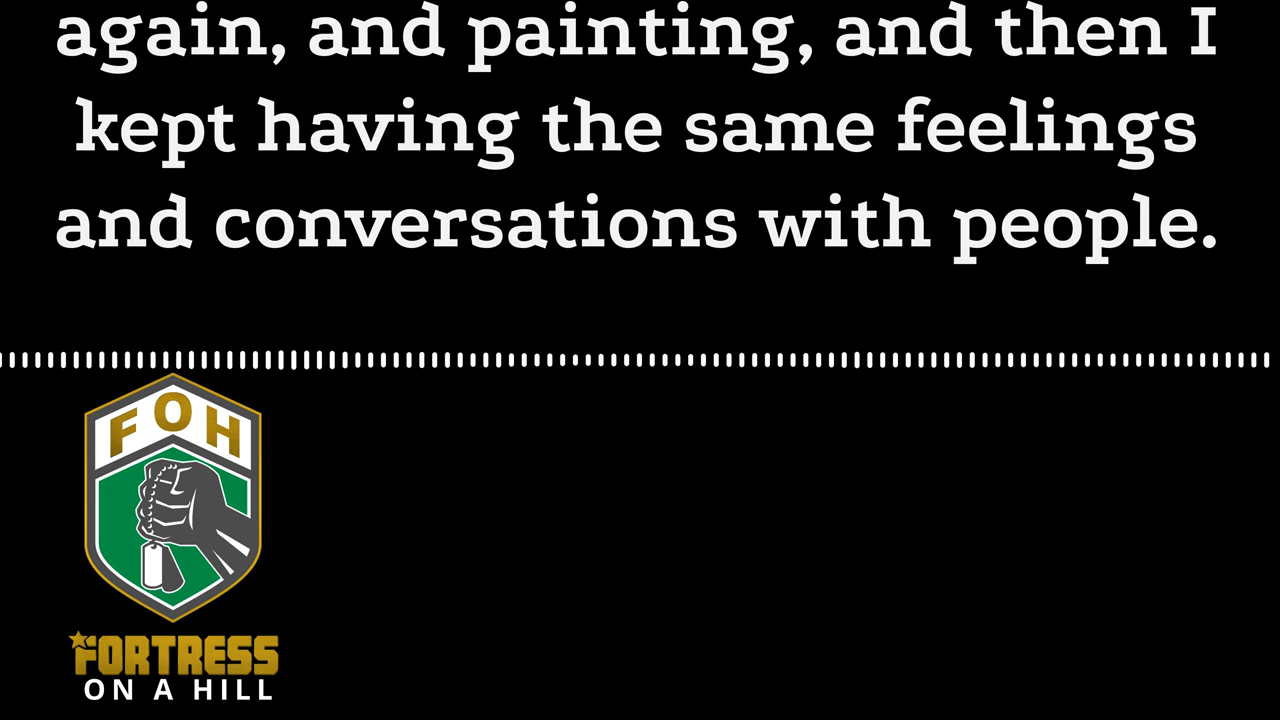 again, and painting, and then I
kept having the same feelings
and conversations with people.
FOH
FORTRESS
ON A HILL